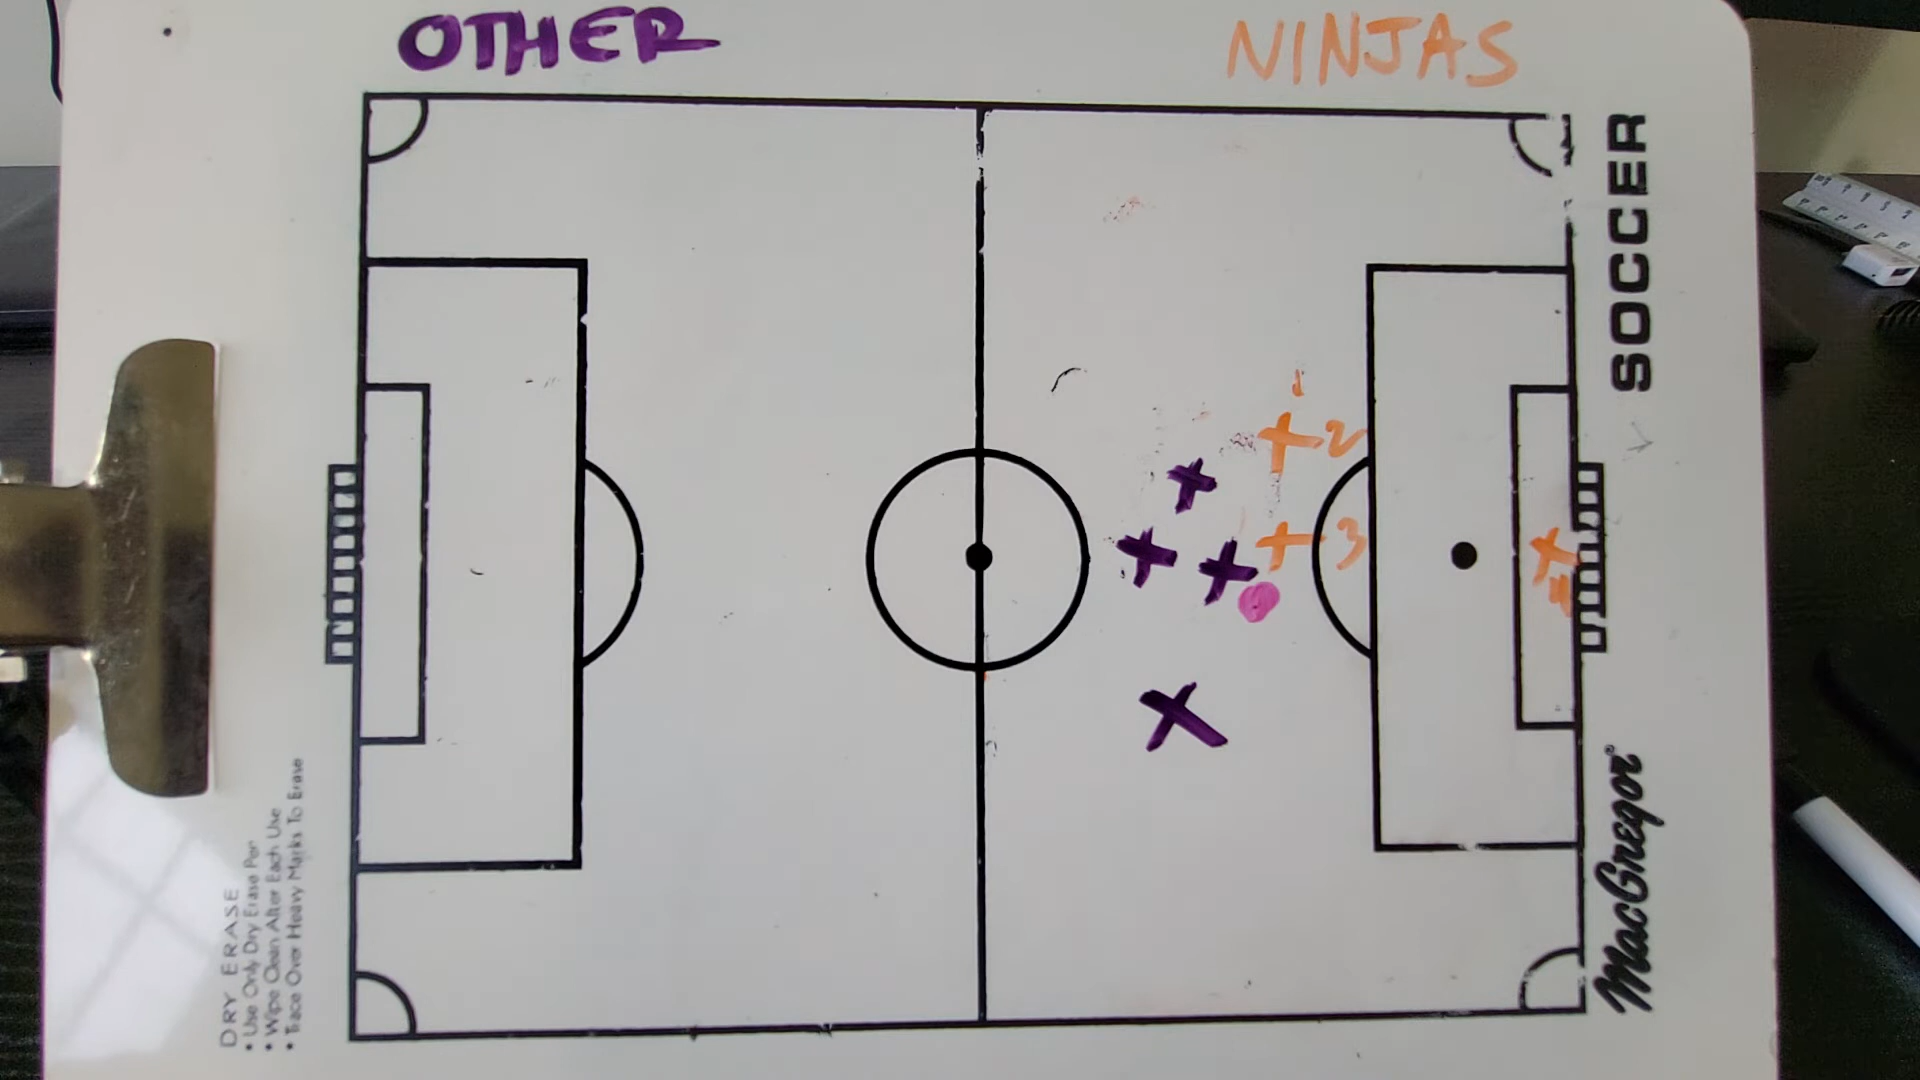 OTHER
NINJAS
SOCCER
2
3
MacGregor
DRY ERASE
• Use Only Dry Erase Pen
• Wipe Clean After Each Use
• Trace Over Heavy Marks To Erase